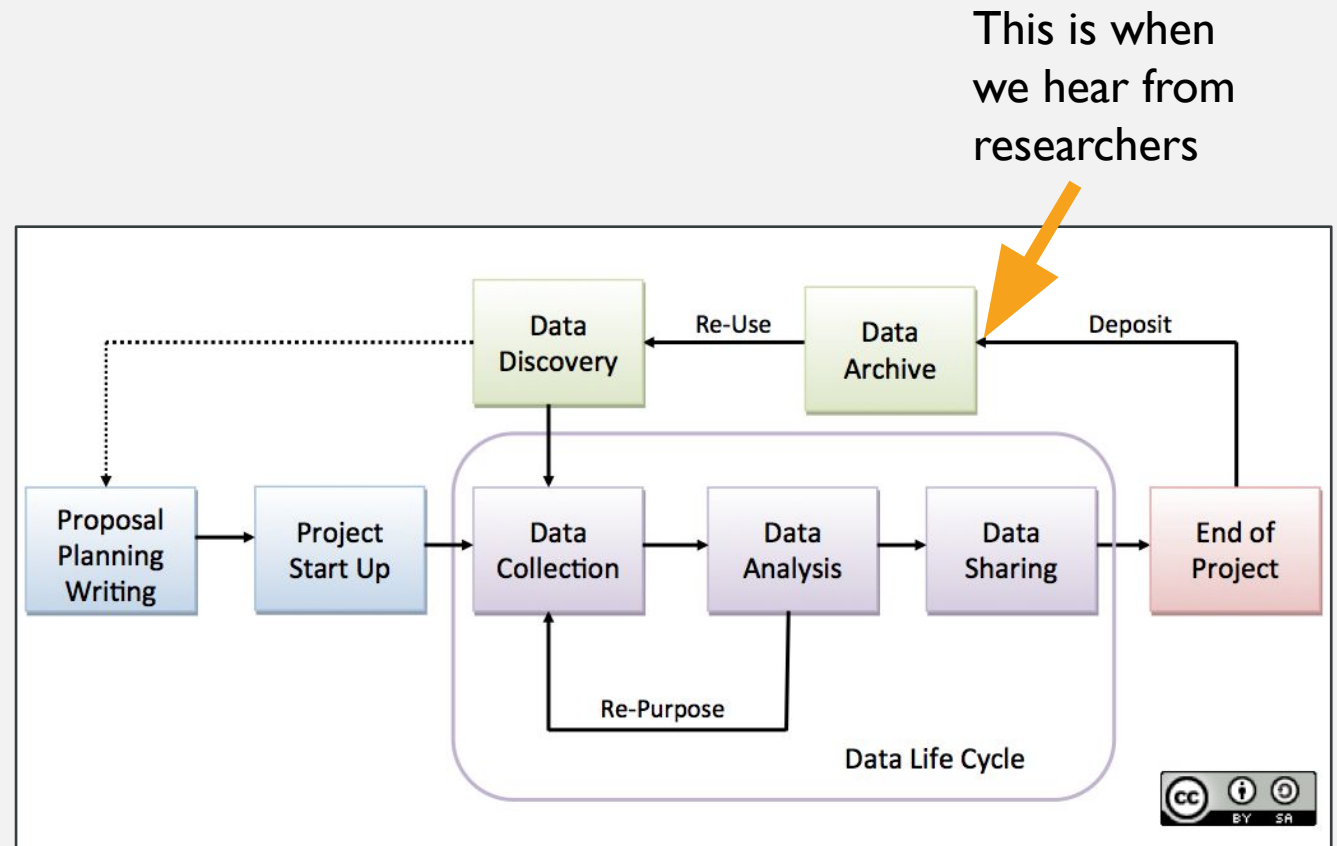 This is when
we hear from
researchers
Data
Discovery
Re-Use
Data
Archive
Deposit
Proposal
Planning
Writing
Project
Start Up
Data
Collection
Data
Analysis
Data
Sharing
End of
Project
Re-Purpose
Data Life Cycle
cc
BY SA